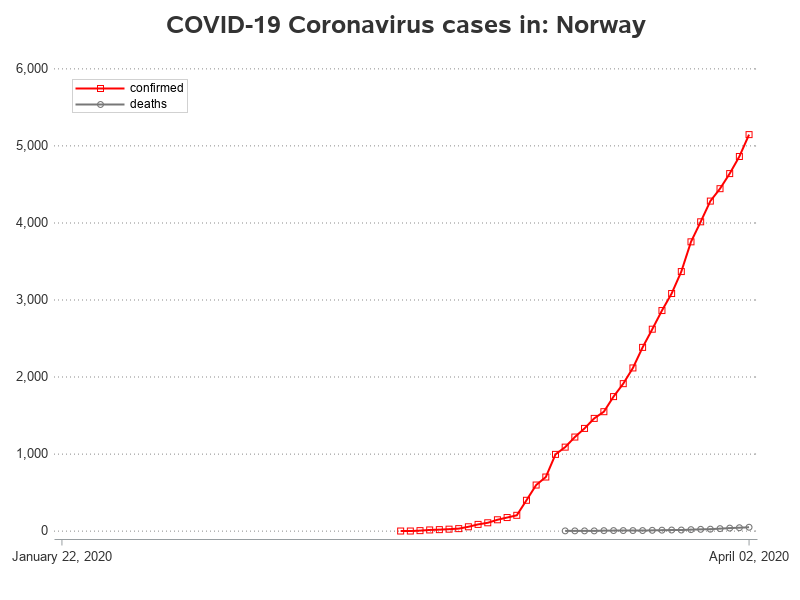 COVID-19 Coronavirus cases in: Norway
6,000
confirmed
deaths
5,000
4,000
3,000
2,000
1,000
0
January 22, 2020
April 02, 2020